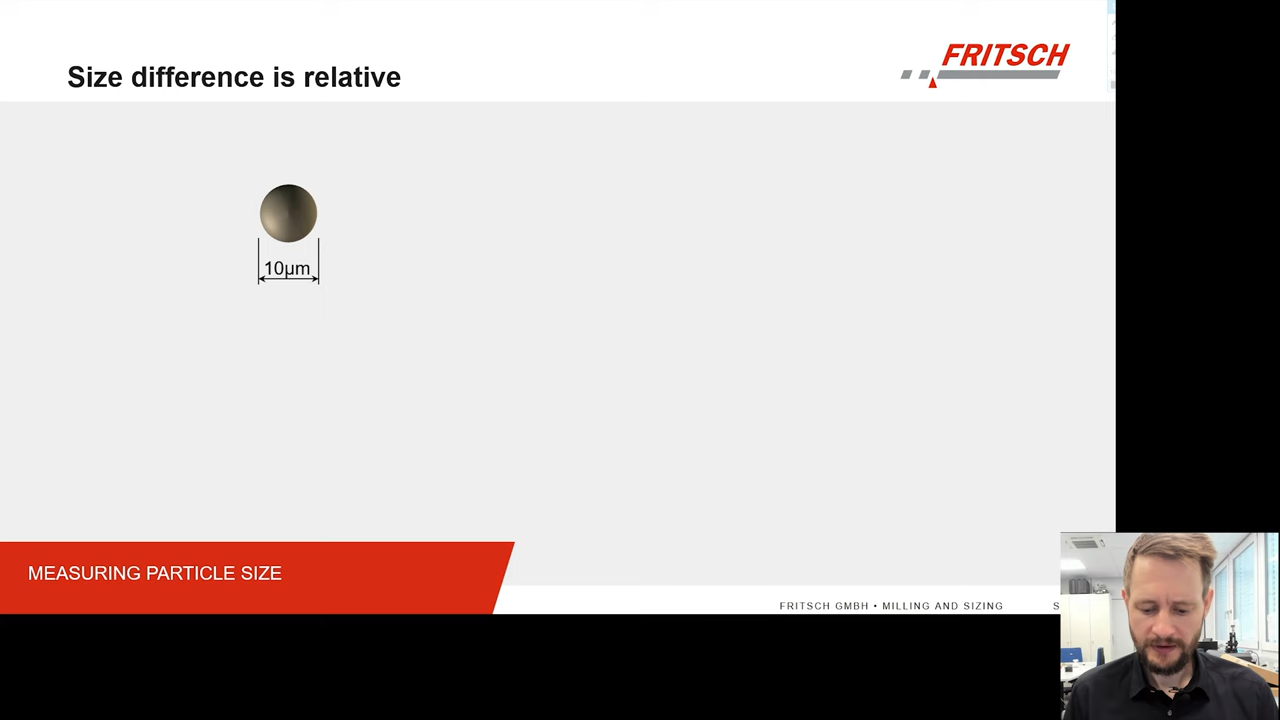 Size difference is relative
FRITSCH
10µm
MEASURING PARTICLE SIZE
FRITSCH GMBH • MILLING AND SIZING
S